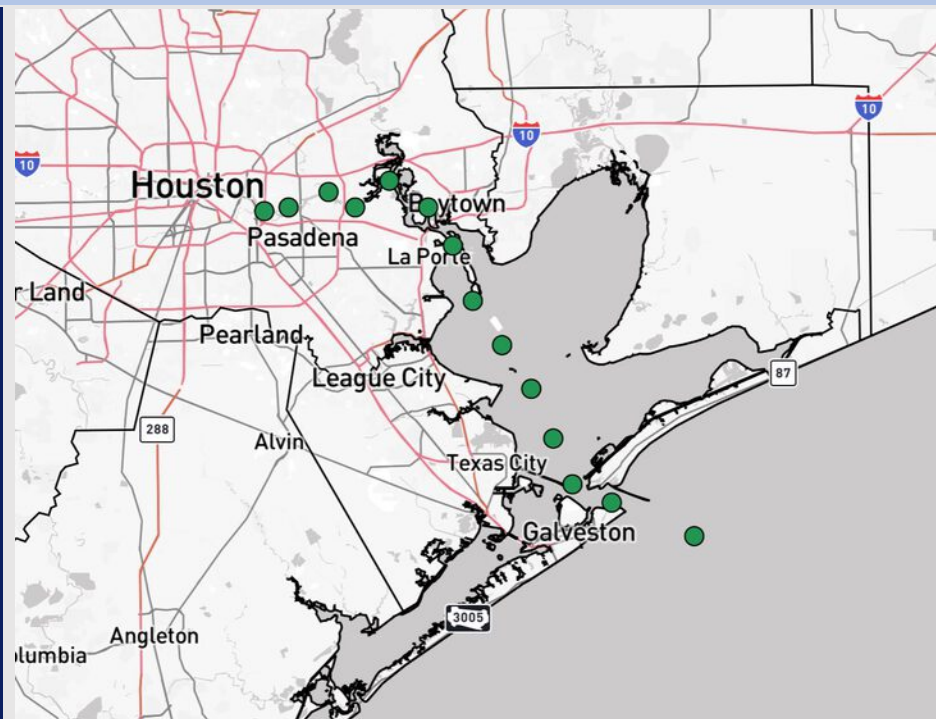 10
10
10
Houston
Baytown
Pasadena
La Porte
r Land
Pearland
League City
87
288
Alvin
Texas City
Galveston
3005
Angleton
olumbia